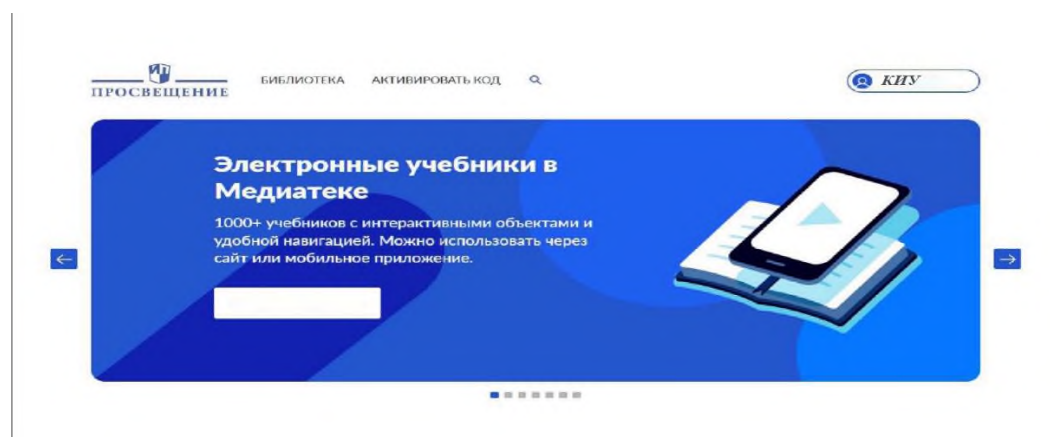 ПРОСВЕЩЕНИЕ
БИБЛИОТЕКА АКТИВИРОВАТЬ КОД
КИУ
Электронные учебники в
Медиатеке
1000+ учебников с интерактивными объектами и
удобной навигацией. Можно использовать через
сайт или мобильное приложение.